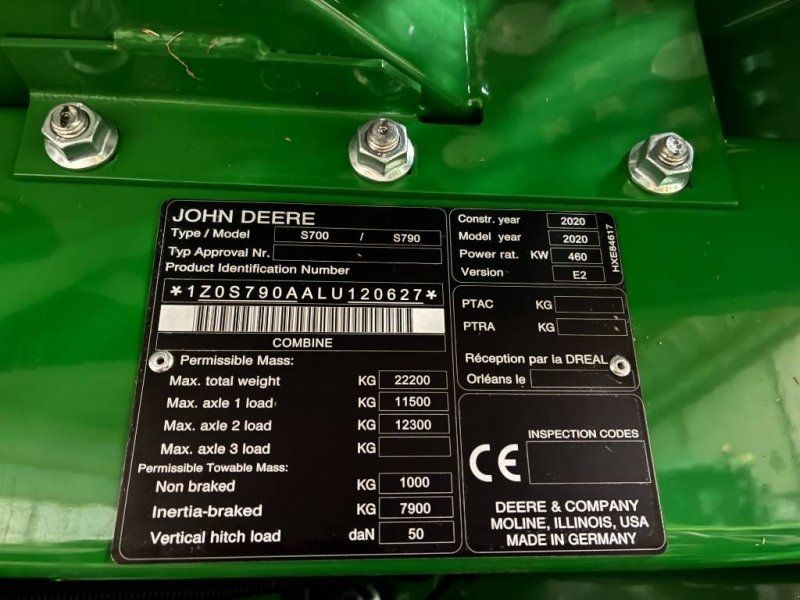 JOHN DEERE
Type / Model S700 / S790
Typ Approval Nr.
Product Identification Number
*1Z0S790AALU120627*
COMBINE
Permissible Mass:
Max. total weight KG 22200
Max. axle 1 load KG 11500
Max. axle 2 load KG 12300
Max. axle 3 load KG
Permissible Towable Mass:
Non braked KG 1000
Inertia-braked KG 7900
Vertical hitch load daN 50
Constr. year 2020
Model year 2020
Power rat. KW 460
Version E2
HXE84617
PTAC KG
PTRA KG
Réception par la DREAL
Orléans le
CE
INSPECTION CODES
DEERE & COMPANY
MOLINE, ILLINOIS, USA
MADE IN GERMANY